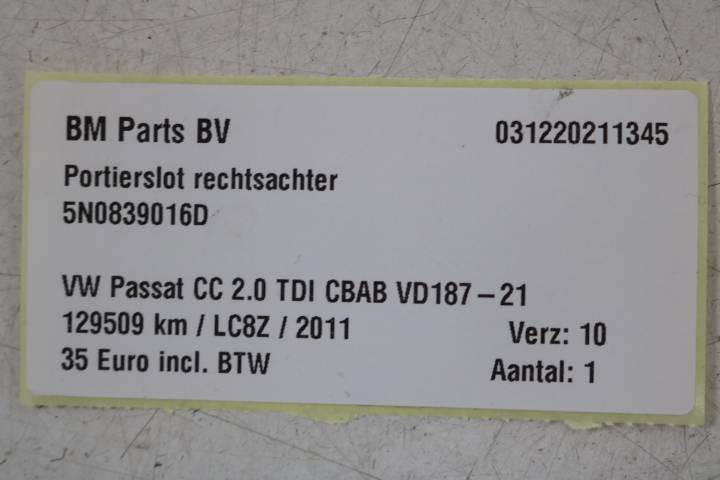 BM Parts BV 031220211345
Portierslot rechtsachter
5N0839016D
VW Passat CC 2.0 TDI CBAB VD187-21
129509 km / LC8Z / 2011 Verz: 10
35 Euro incl. BTW Aantal: 1